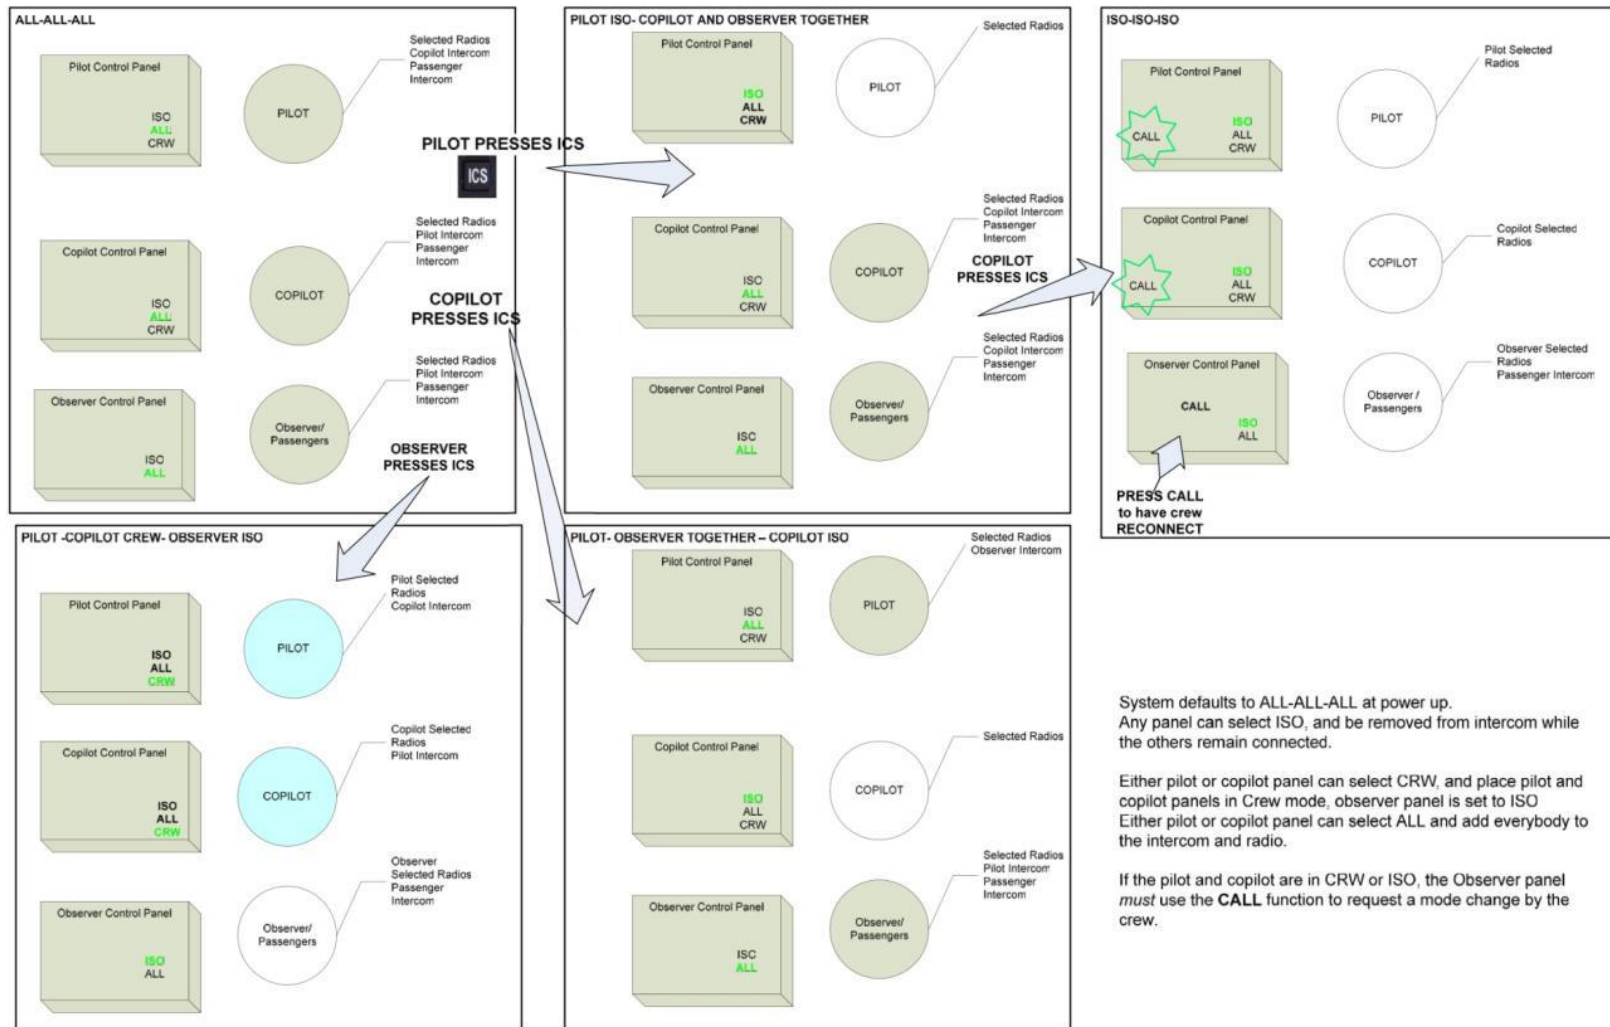 ALL-ALL-ALL
Pilot Control Panel
ISO
ALL
CRW
PILOT
Selected Radios
Copilot Intercom
Passenger
Intercom
Copilot Control Panel
ISO
ALL
CRW
COPILOT
Selected Radios
Pilot Intercom
Passenger
Intercom
Observer Control Panel
ISO
ALL
Observer/
Passengers
Selected Radios
Pilot Intercom
Passenger
Intercom
PILOT PRESSES ICS
ICS
COPILOT
PRESSES ICS
OBSERVER
PRESSES ICS
PILOT ISO- COPILOT AND OBSERVER TOGETHER
Pilot Control Panel
ISO
ALL
CRW
PILOT
Selected Radios
Copilot Control Panel
ISO
ALL
CRW
COPILOT
Selected Radios
Copilot Intercom
Passenger
Intercom
COPILOT
PRESSES ICS
Observer Control Panel
ISC
ALL
Observer/
Passengers
Selected Radios
Copilot Intercom
Passenger
Intercom
ISO-ISO-ISO
Pilot Control Panel
CALL
ISO
ALL
CRW
PILOT
Pilot Selected
Radios
Copilot Control Panel
CALL
ISO
ALL
CRW
COPILOT
Copilot Selected
Radios
Onserver Control Panel
CALL
ISO
ALL
Observer /
Passengers
Observer Selected
Radios
Passenger Intercom
PRESS CALL
to have crew
RECONNECT
PILOT -COPILOT CREW- OBSERVER ISO
Pilot Control Panel
ISO
ALL
CRW
PILOT
Pilot Selected
Radios
Copilot Intercom
Copilot Control Panel
ISO
ALL
CRW
COPILOT
Copilot Selected
Radios
Pilot Intercom
Observer Control Panel
ISO
ALL
Observer/
Passengers
Observer
Selected Radios
Passenger
Intercom
PILOT- OBSERVER TOGETHER – COPILOT ISO
Pilot Control Panel
ISC
ALL
CRW
PILOT
Selected Radios
Observer Intercom
Copilot Control Panel
ISO
ALL
CRW
COPILOT
Selected Radios
Observer Control Panel
ISC
ALL
Observer/
Passengers
Selected Radios
Pilot Intercom
Passenger
Intercom
System defaults to ALL-ALL-ALL at power up.
Any panel can select ISO, and be removed from intercom while
the others remain connected.
Either pilot or copilot panel can select CRW, and place pilot and
copilot panels in Crew mode, observer panel is set to ISO
Either pilot or copilot panel can select ALL and add everybody to
the intercom and radio.
If the pilot and copilot are in CRW or ISO, the Observer panel
must use the CALL function to request a mode change by the
crew.